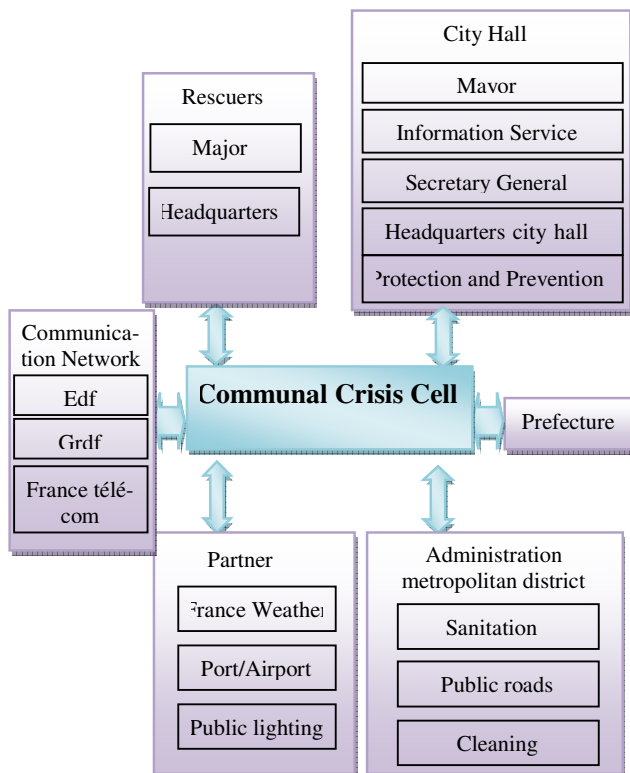 City Hall
Mayor
Information Service
Secretary General
Headquarters city hall
Protection and Prevention
Rescuers
Major
Headquarters
Communica-
tion Network
Edf
Grdf
France télé-
com
Communal Crisis Cell
Prefecture
Partner
France Weather
Port/Airport
Public lighting
Administration
metropolitan district
Sanitation
Public roads
Cleaning